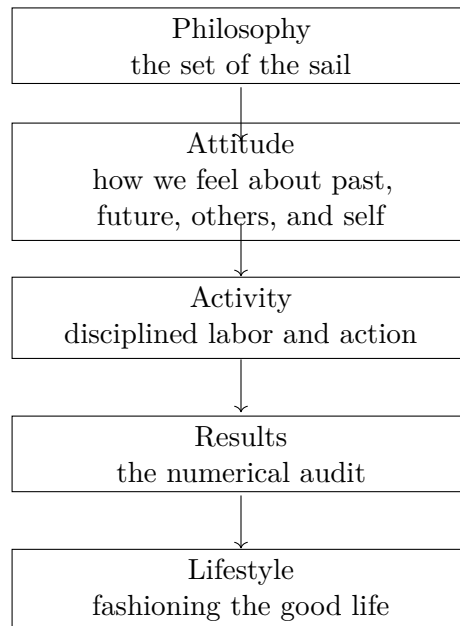 Philosophy
the set of the sail
Attitude
how we feel about past,
future, others, and self
Activity
disciplined labor and action
Results
the numerical audit
Lifestyle
fashioning the good life